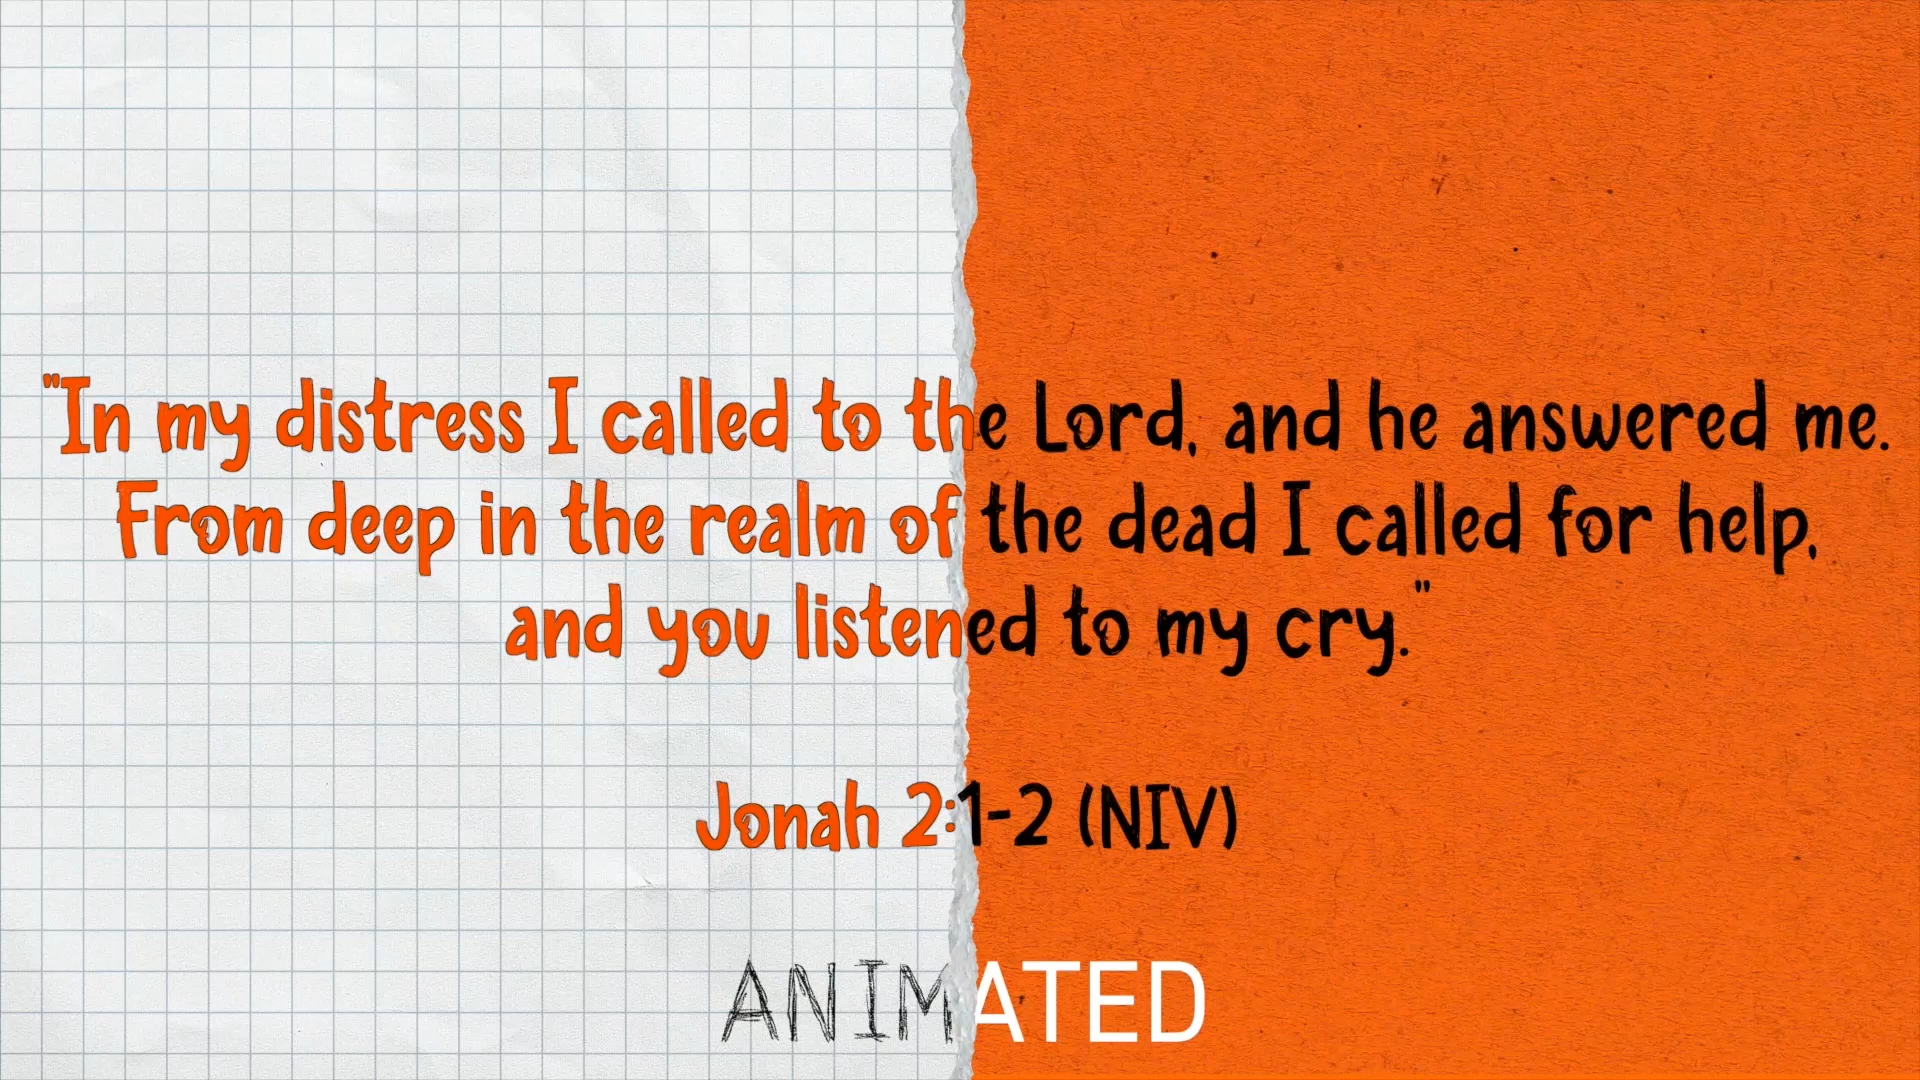 "In my distress I called to the Lord, and he answered me.
From deep in the realm of the dead I called for help,
and you listened to my cry."
Jonah 2:1-2 (NIV)
ANIMATED